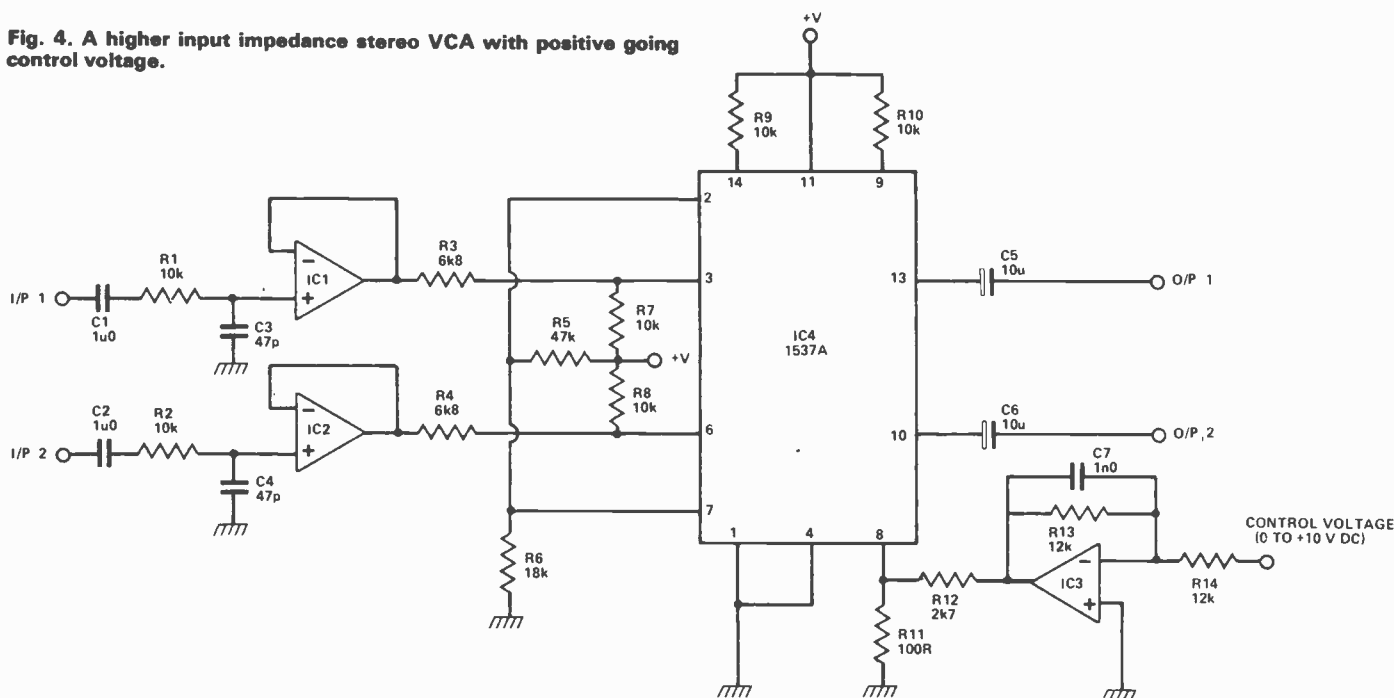 Fig. 4. A higher input impedance stereo VCA with positive going
control voltage.
+V
R9
10k
R10
10k
14
11
9
2
3
6
7
1
4
8
13
10
IC4
1537A
I/P 1
C1
1u0
R1
10k
C3
47p
−
+
IC1
R3
6k8
R7
10k
R5
47k
+V
R8
10k
I/P 2
C2
1u0
R2
10k
C4
47p
−
+
IC2
R4
6k8
R6
18k
C5
10u
O/P 1
C6
10u
O/P, 2
C7
1n0
R13
12k
CONTROL VOLTAGE
(0 TO +10 V DC)
R14
12k
−
+
IC3
R12
2k7
R11
100R